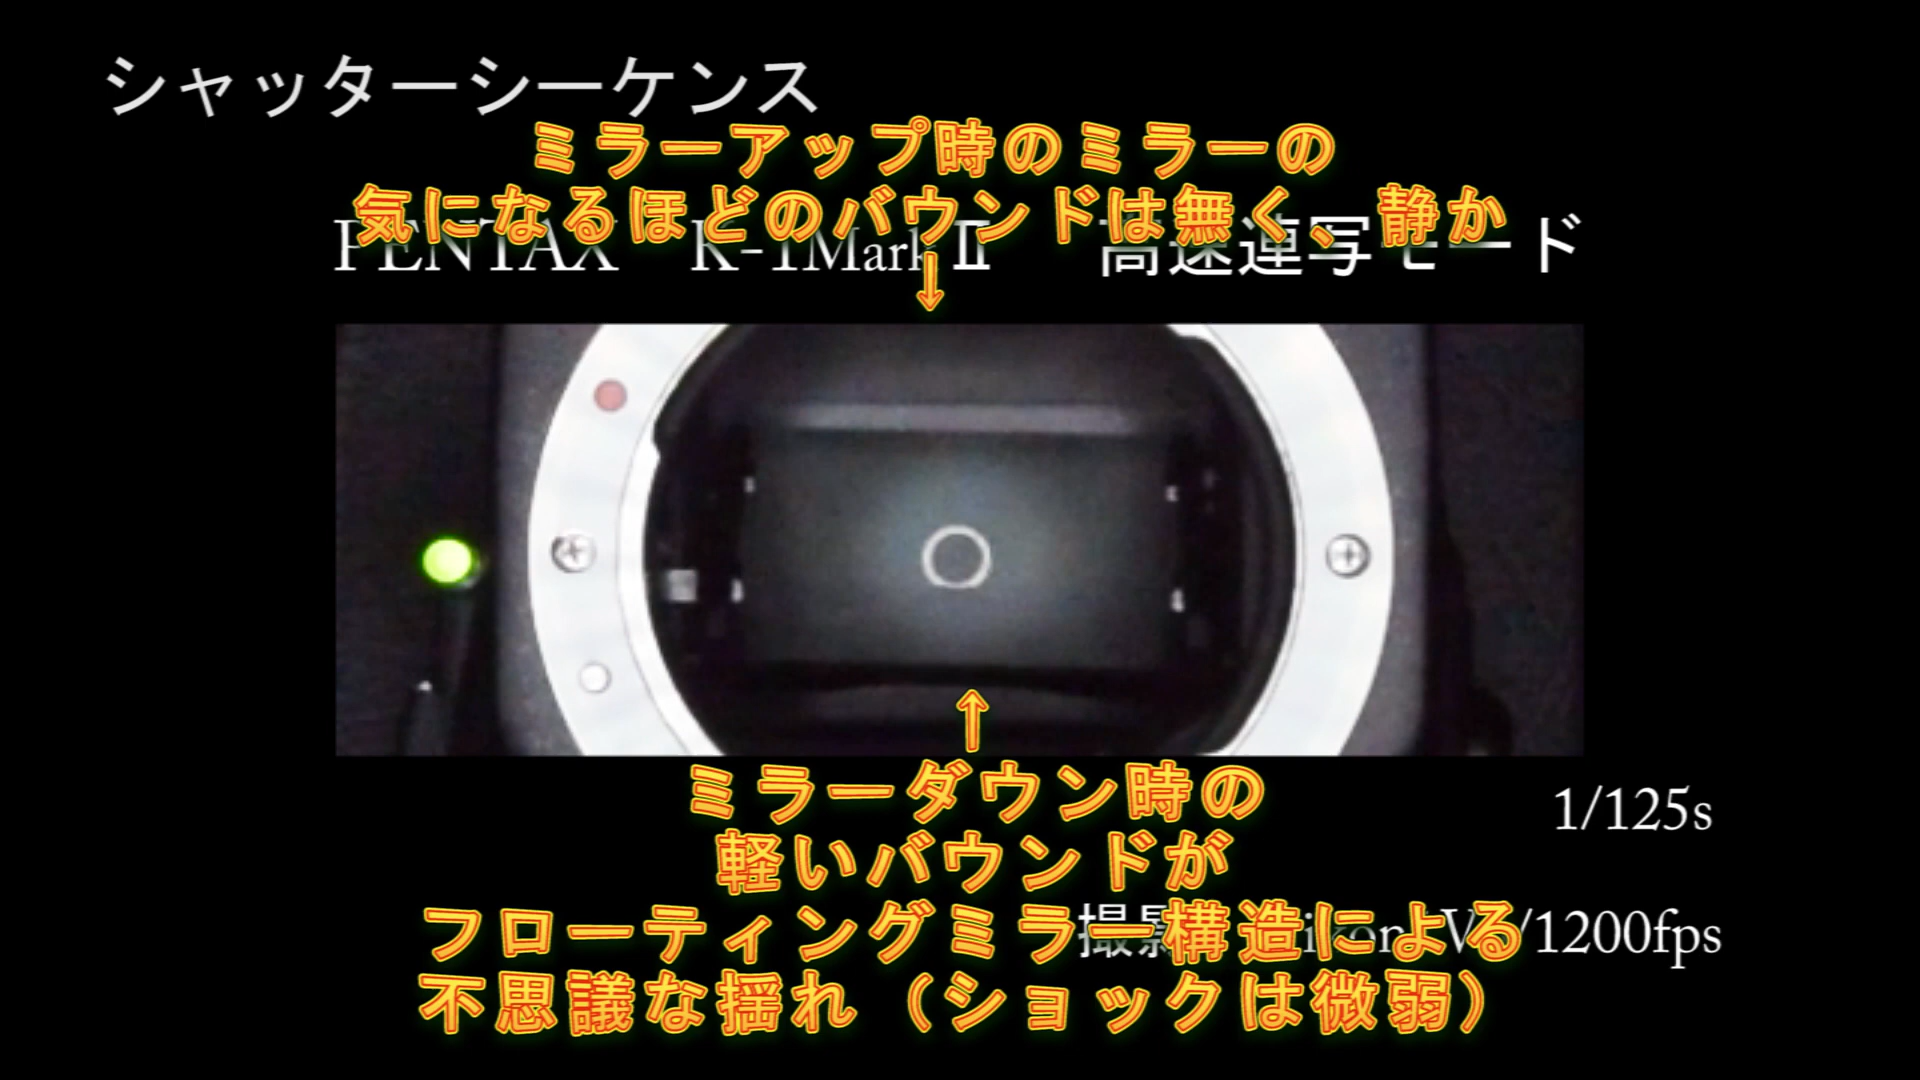 シャッターシーケンス
ミラーアップ時のミラーの
気になるほどのバウンドは無く、静か
PENTAX K-1Mark Ⅱ 高速連写モード
↓
↑
ミラーダウン時の
1/125s
軽いバウンドが
フローティングミラー構造による
撮影 /1200fps
不思議な揺れ（ショックは微弱）